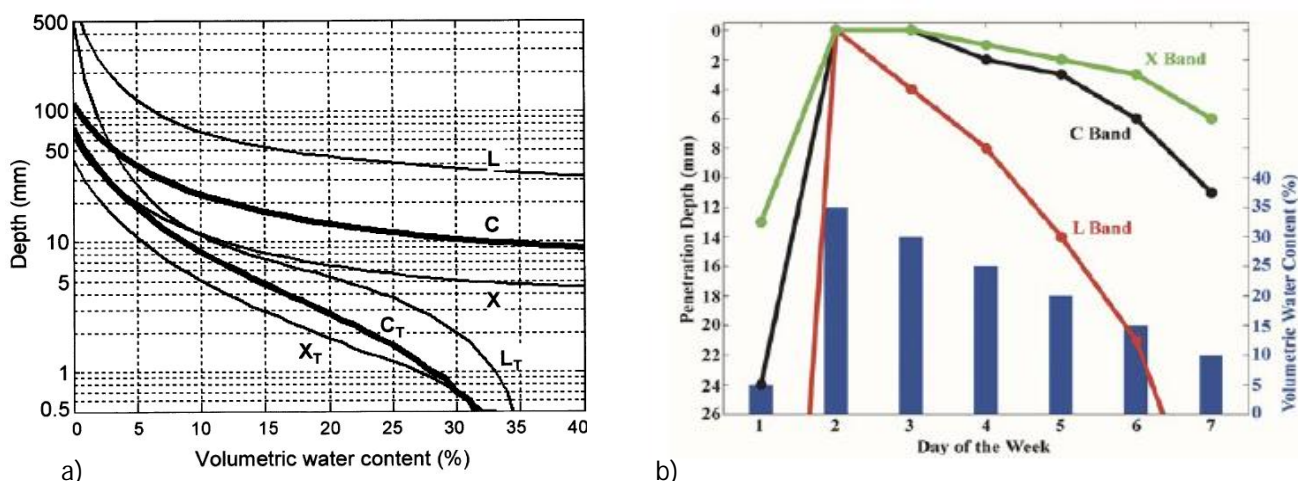 500
100
50
10
5
1
0.5
Depth (mm)
L
C
X
C_T
X_T
L_T
0 5 10 15 20 25 30 35 40
Volumetric water content (%)
a)
0
2
4
6
8
10
12
14
16
18
20
22
24
26
Penetration Depth (mm)
X Band
C Band
L Band
40
35
30
25
20
15
10
5
0
Volumetric Water Content (%)
1 2 3 4 5 6 7
Day of the Week
b)